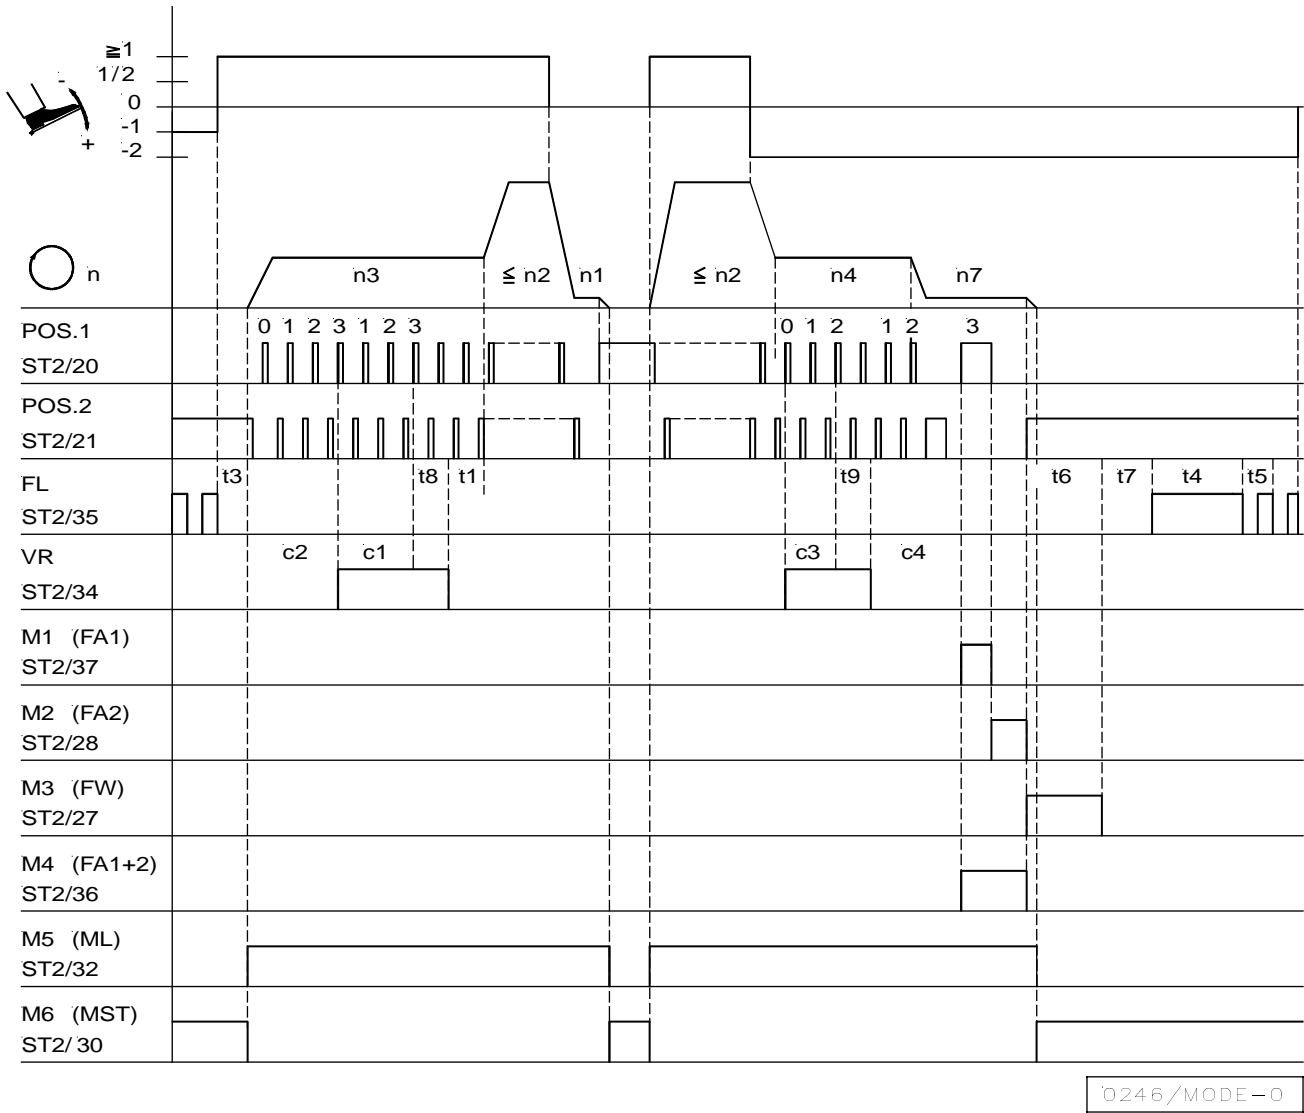 ≧1
1/2
-
0
-1
+
-2
n
n3 ≦ n2 n1 ≦ n2 n4 n7
POS.1 0 1 2 3 1 2 3 0 1 2 1 2 3
ST2/20
POS.2
ST2/21
FL t3 t8 t1 t9 t6 t7 t4 t5
ST2/35
VR c2 c1 c3 c4
ST2/34
M1 (FA1)
ST2/37
M2 (FA2)
ST2/28
M3 (FW)
ST2/27
M4 (FA1+2)
ST2/36
M5 (ML)
ST2/32
M6 (MST)
ST2/ 30
0246/MODE-0